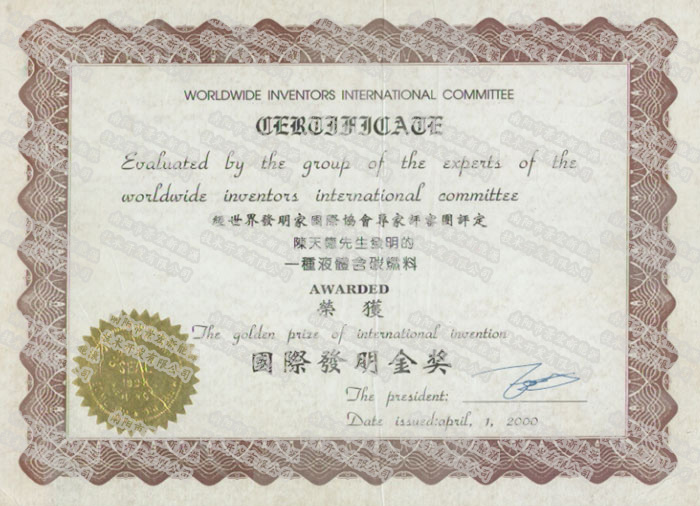 WORLDWIDE INVENTORS INTERNATIONAL COMMITTEE
CERTIFICATE
Evaluated by the group of the experts of the
worldwide inventors international committee
經世界發明家國際協會專家評審團評定
陳天龍先生發明的
一種液體含碳燃料
AWARDED
榮獲
The golden prize of international invention
國際發明金奖
The president:
Date issued:april, 1, 2000